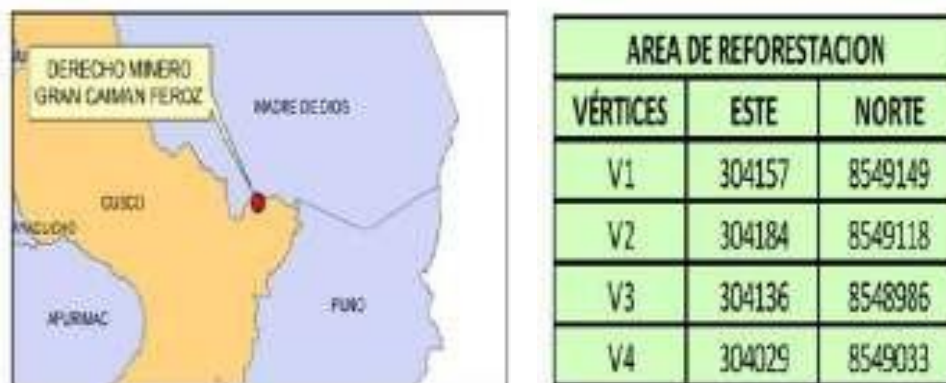 DERECHO MINERO
GRAN CAIMAN FEROZ
MADRE DE DIOS
CUSCO
APURIMAC
PUNO
AREA DE REFORESTACION
VÉRTICES ESTE NORTE
V1 304157 8549149
V2 304184 8549118
V3 304136 8548986
V4 304029 8549033